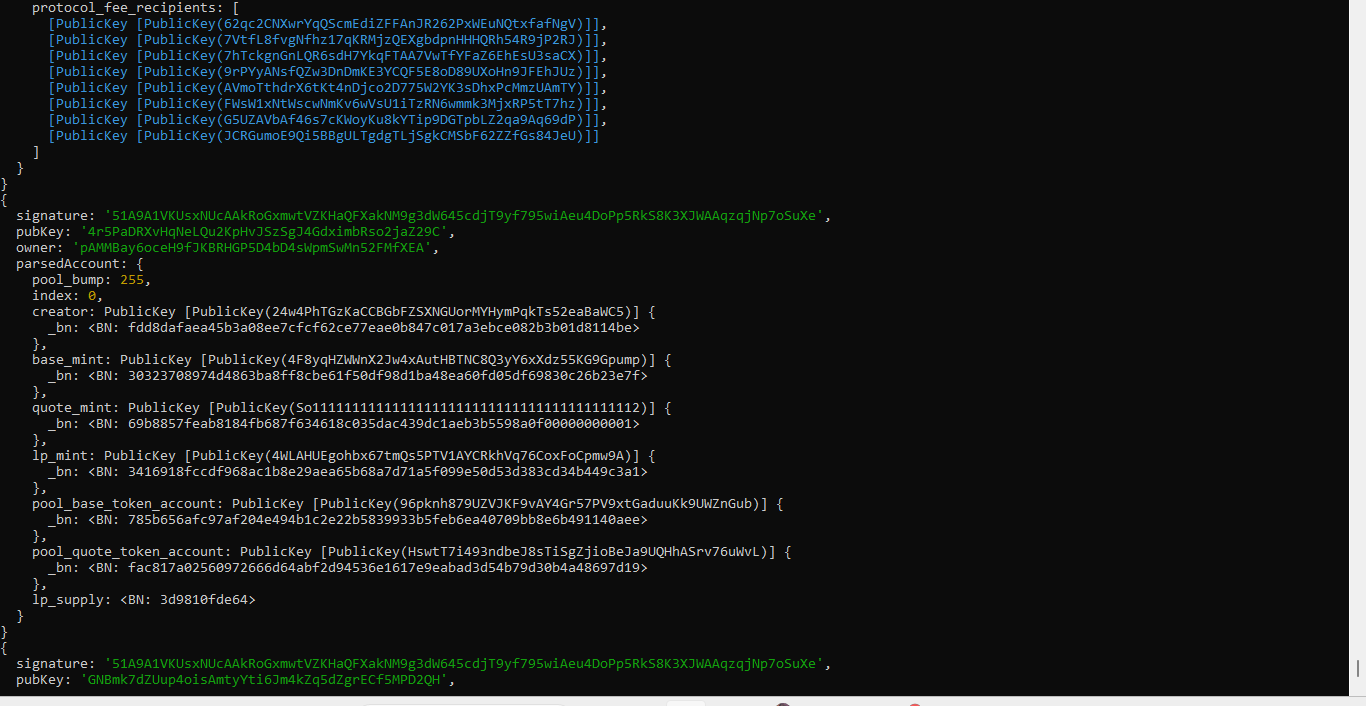 protocol_fee_recipients: [
[PublicKey [PublicKey(62qc2CNXwrYqQScmEdiZFFAnJR262PxWEuNQtxfafNgV)]],
[PublicKey [PublicKey(7VtfL8fvgNfhz17qKRMjzQEXgbdpnHHHQRh54R9jP2RJ)]],
[PublicKey [PublicKey(7hTckgnGnLQR6sdH7YkqFTAA7VwTfYFaZ6EhEsU3saCX)]],
[PublicKey [PublicKey(9rPYyANsfQZw3DnDmKE3YCQF5E8oD89UXoHn9JFEhJUz)]],
[PublicKey [PublicKey(AVmoTthdrX6tKt4nDjco2D775W2YK3sDhxPcMmzUAmTY)]],
[PublicKey [PublicKey(FWsW1xNtWscwNmKv6wVsU1iTzRN6wmmk3MjxRP5tT7hz)]],
[PublicKey [PublicKey(G5UZAVbAf46s7cKWoyKu8kYTip9DGTpbLZ2qa9Aq69dP)]],
[PublicKey [PublicKey(JCRGumoE9Qi5BBgULTgdgTLjSgkCMSbF62ZZfGs84JeU)]]
]
}
}
{
signature: '51A9A1VKUsxNUcAAkRoGxmwtVZKHaQFXakNM9g3dW645cdjT9yf795wiAeu4DoPp5RkS8K3XJWAAqzqjNp7oSuXe',
pubKey: '4r5PaDRXvHqNeLQu2KpHvJSzSgJ4GdximbRso2jaZ29C',
owner: 'pAMMBay6oceH9fJKBRHGP5D4bD4sWpmSwMn52FMfXEA',
parsedAccount: {
pool_bump: 255,
index: 0,
creator: PublicKey [PublicKey(24w4PhTGzKaCCBGbFZSXNGUorMYHymPqkTs52eaBaWC5)] {
_bn: <BN: fdd8dafaea45b3a08ee7cfcf62ce77eae0b847c017a3ebce082b3b01d8114be>
},
base_mint: PublicKey [PublicKey(4F8yqHZWWnX2Jw4xAutHBTNC8Q3yY6xXdz55KG9Gpump)] {
_bn: <BN: 30323708974d4863ba8ff8cbe61f50df98d1ba48ea60fd05df69830c26b23e7f>
},
quote_mint: PublicKey [PublicKey(So11111111111111111111111111111111111111112)] {
_bn: <BN: 69b8857feab8184fb687f634618c035dac439dc1aeb3b5598a0f00000000001>
},
lp_mint: PublicKey [PublicKey(4WLAHUEgohbx67tmQs5PTV1AYCRkhVq76CoxFoCpmw9A)] {
_bn: <BN: 3416918fccdf968ac1b8e29aea65b68a7d71a5f099e50d53d383cd34b449c3a1>
},
pool_base_token_account: PublicKey [PublicKey(96pknh879UZVJKF9vAY4Gr57PV9xtGaduuKk9UWZnGub)] {
_bn: <BN: 785b656afc97af204e494b1c2e22b5839933b5feb6ea40709bb8e6b491140aee>
},
pool_quote_token_account: PublicKey [PublicKey(HswtT7i493ndbeJ8sTiSgZjioBeJa9UQHhASrv76uWvL)] {
_bn: <BN: fac817a02560972666d64abf2d94536e1617e9eabad3d54b79d30b4a48697d19>
},
lp_supply: <BN: 3d9810fde64>
}
}
{
signature: '51A9A1VKUsxNUcAAkRoGxmwtVZKHaQFXakNM9g3dW645cdjT9yf795wiAeu4DoPp5RkS8K3XJWAAqzqjNp7oSuXe',
pubKey: 'GNBmk7dZUup4oisAmtyYti6Jm4kZq5dZgrECf5MPD2QH',